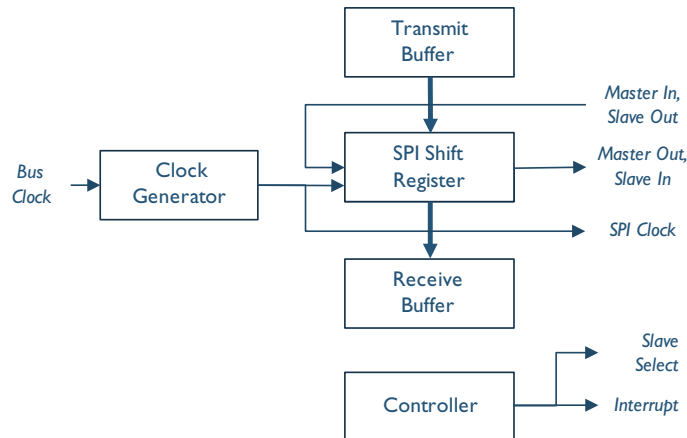 Transmit
Buffer
Master In,
Slave Out
SPI Shift
Register
Master Out,
Slave In
Bus
Clock
Clock
Generator
SPI Clock
Receive
Buffer
Slave
Select
Controller
Interrupt